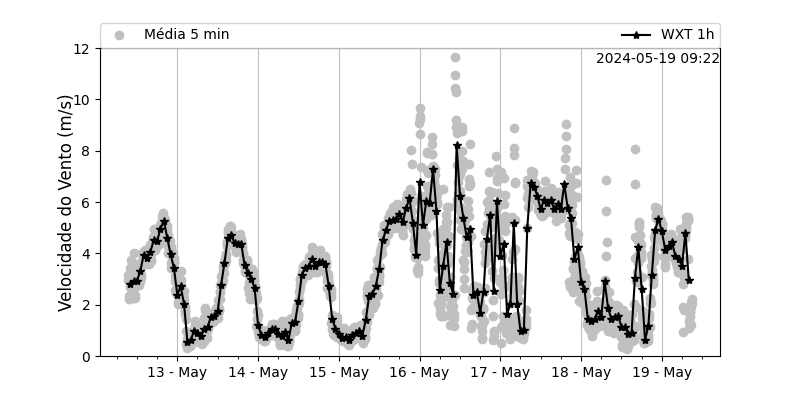 Média 5 min
WXT 1h
2024-05-19 09:22
Velocidade do Vento (m/s)
12
10
8
6
4
2
0
13 - May
14 - May
15 - May
16 - May
17 - May
18 - May
19 - May